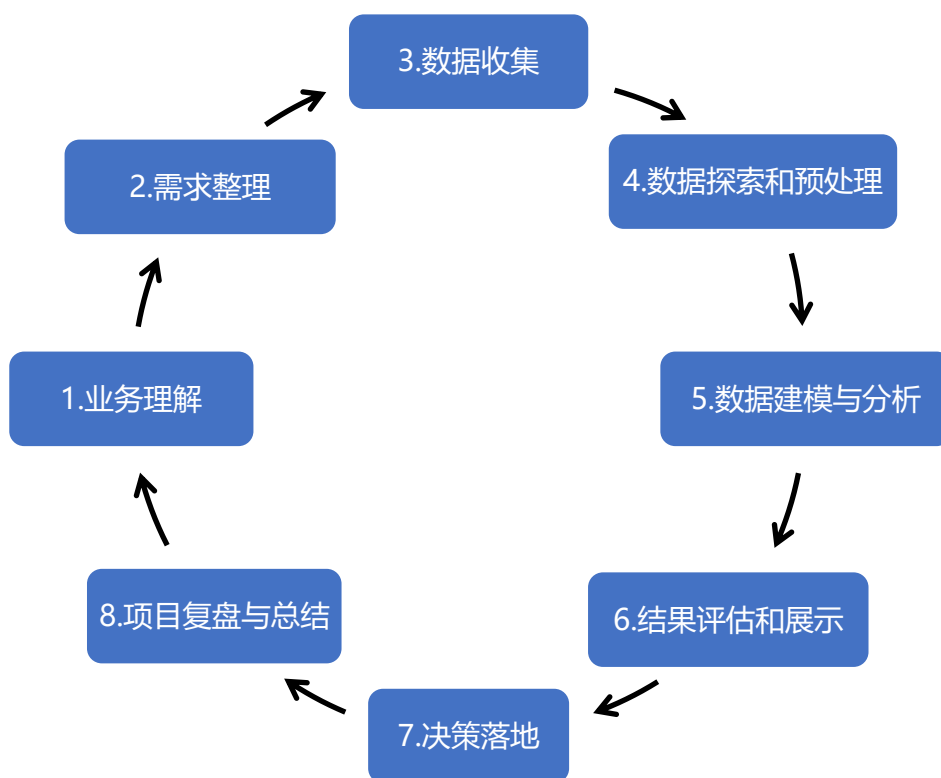 1.业务理解
2.需求整理
3.数据收集
4.数据探索和预处理
5.数据建模与分析
6.结果评估和展示
7.决策落地
8.项目复盘与总结